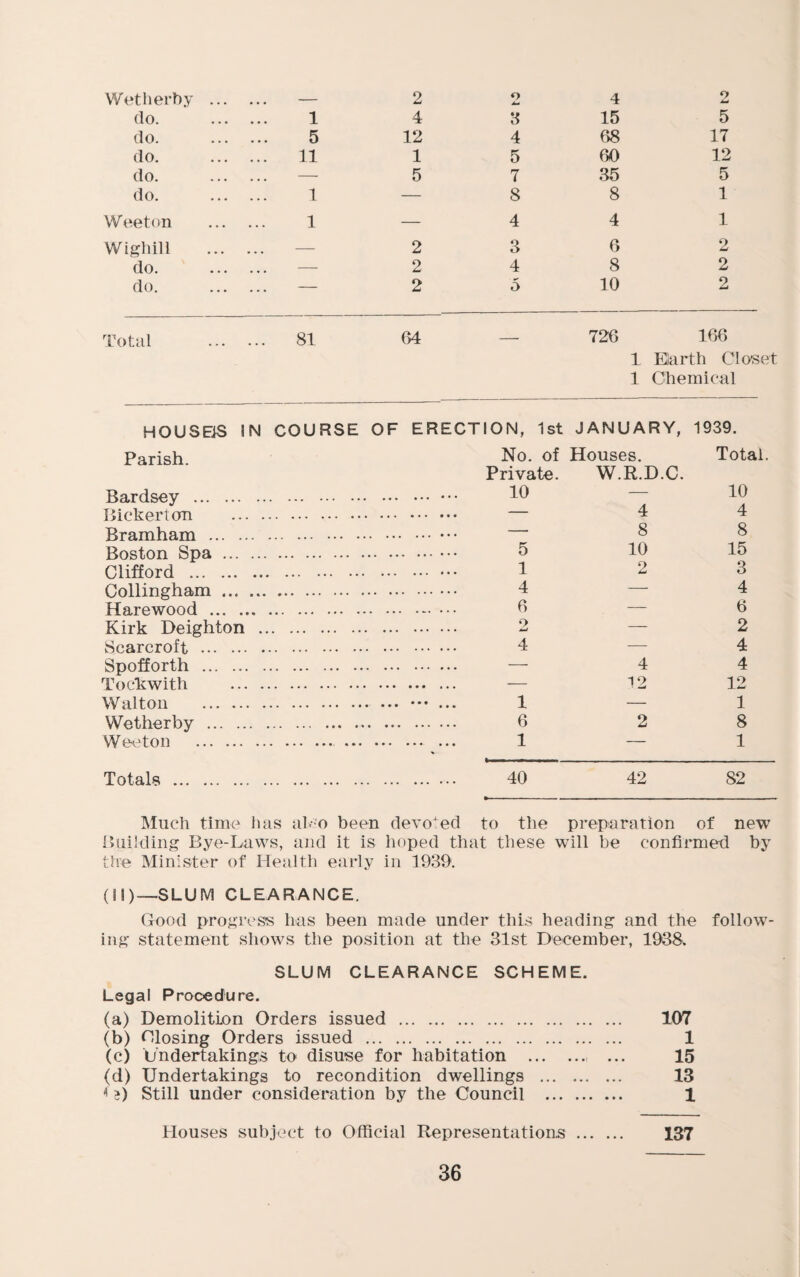 Wetherby ... ... — 2 2 4 2
do. ... ... 1 4 3 15 5
do. ... ... 5 12 4 68 17
do. ... ... 11 1 5 60 12
do. ... ... — 5 7 35 5
do. ... ... 1 — 8 8 1
Weeton ... ... 1 — 4 4 1
Wighill ... ... — 2 3 6 2
do. ... ... — 2 4 8 2
do. ... ... — 2 5 10 2
Total ... ... 81 64 — 726 166
1 Earth Closet
1 Chemical
HOUSES IN COURSE OF ERECTION, 1st JANUARY, 1939.
Parish. No. of Houses. Total.
Private. W.R.D.C.
Bardsey ... 10 — 10
Bickerton ... — 4 4
Bramham ... — 8 8
Boston Spa ... 5 10 15
Clifford ... 1 2 3
Collingham ... 4 — 4
Harewood ... 6 — 6
Kirk Deighton ... 2 — 2
Scarcroft ... 4 — 4
Spofforth ... — 4 4
Tockwith ... — 12 12
Walton ... 1 — 1
Wetherby ... 6 2 8
Weeton ... 1 — 1
Totals ... 40 42 82
Much time has also been devoted to the preparation of new
Building Bye-Laws, and it is hoped that these will be confirmed by
the Minister of Health early in 1939.
(II)—SLUM CLEARANCE.
Good progress has been made under this heading and the follow-
ing statement shows the position at the 31st December, 1938.
SLUM CLEARANCE SCHEME.
Legal Procedure.
(a) Demolition Orders issued ... 107
(b) Closing Orders issued ... 1
(c) Undertakings to disuse for habitation ... 15
(d) Undertakings to recondition dwellings ... 13
(e) Still under consideration by the Council ... 1
Houses subject to Official Representations ... ... 137
36